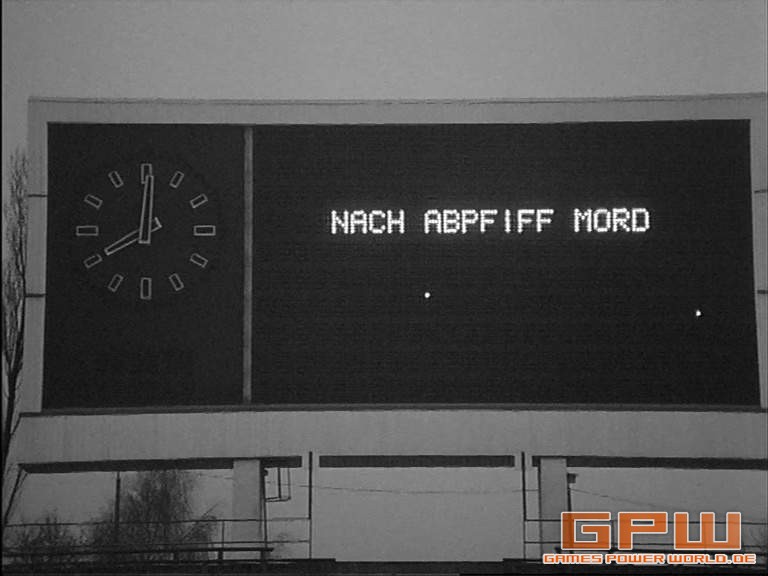 NACH ABPFIFF MORD
GPW
GAMES POWER WORLD.DE